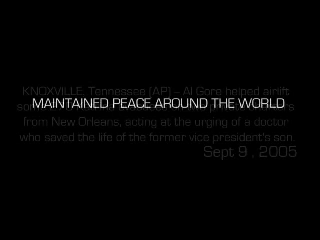 KNOXVILLE, Tennessee (AP) – Al Gore helped airlift
MAINTAINED PEACE AROUND THE WORLD
from New Orleans, acting at the urging of a doctor
who saved the life of the former vice president's son.
Sept 9 . 2005